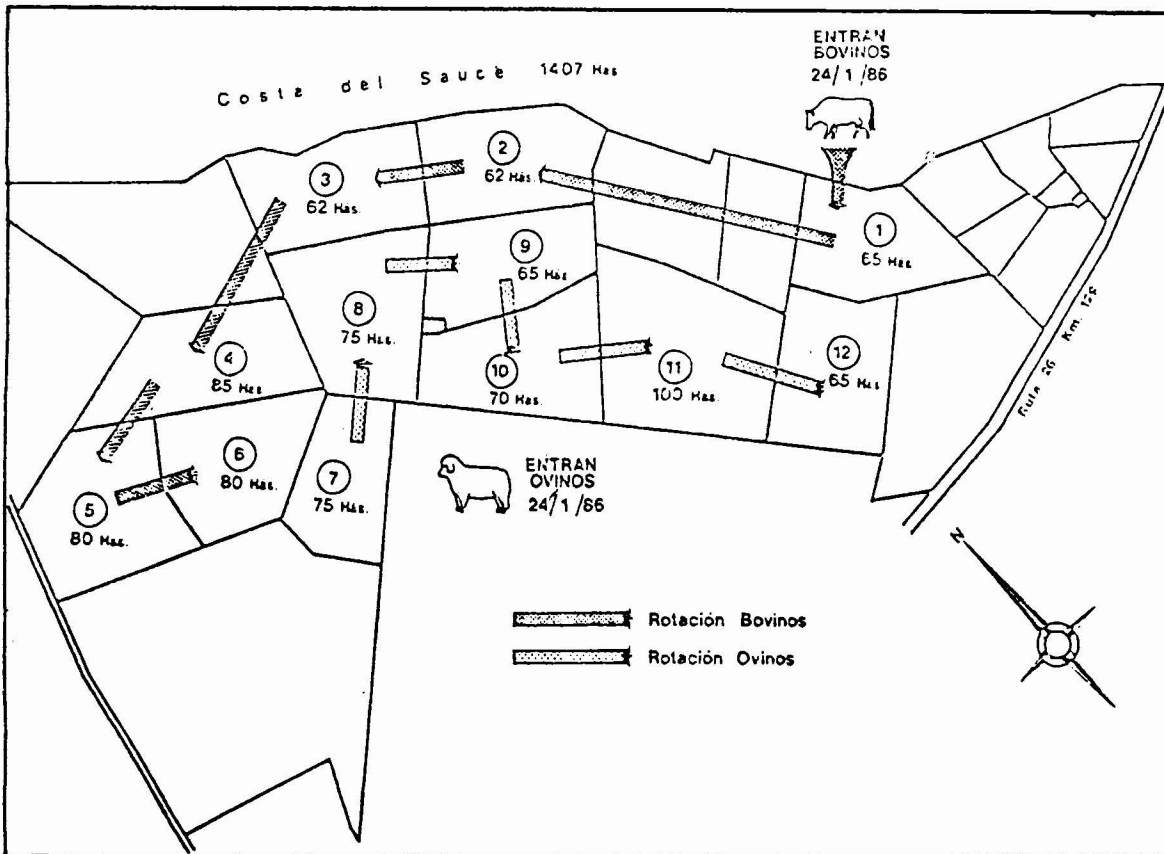 Costa del Sauce 1407 Has
ENTRAN
BOVINOS
24/1/86
1
65 Has.
2
62 Has.
3
62 Has.
4
85 Has.
5
80 Has.
6
80 Has.
7
75 Has.
8
75 Has.
9
65 Has
10
70 Has.
11
100 Has.
12
65 Has.
ENTRAN
OVINOS
24/1/86
Ruta 26 Km.
Rotación Bovinos
Rotación Ovinos
N